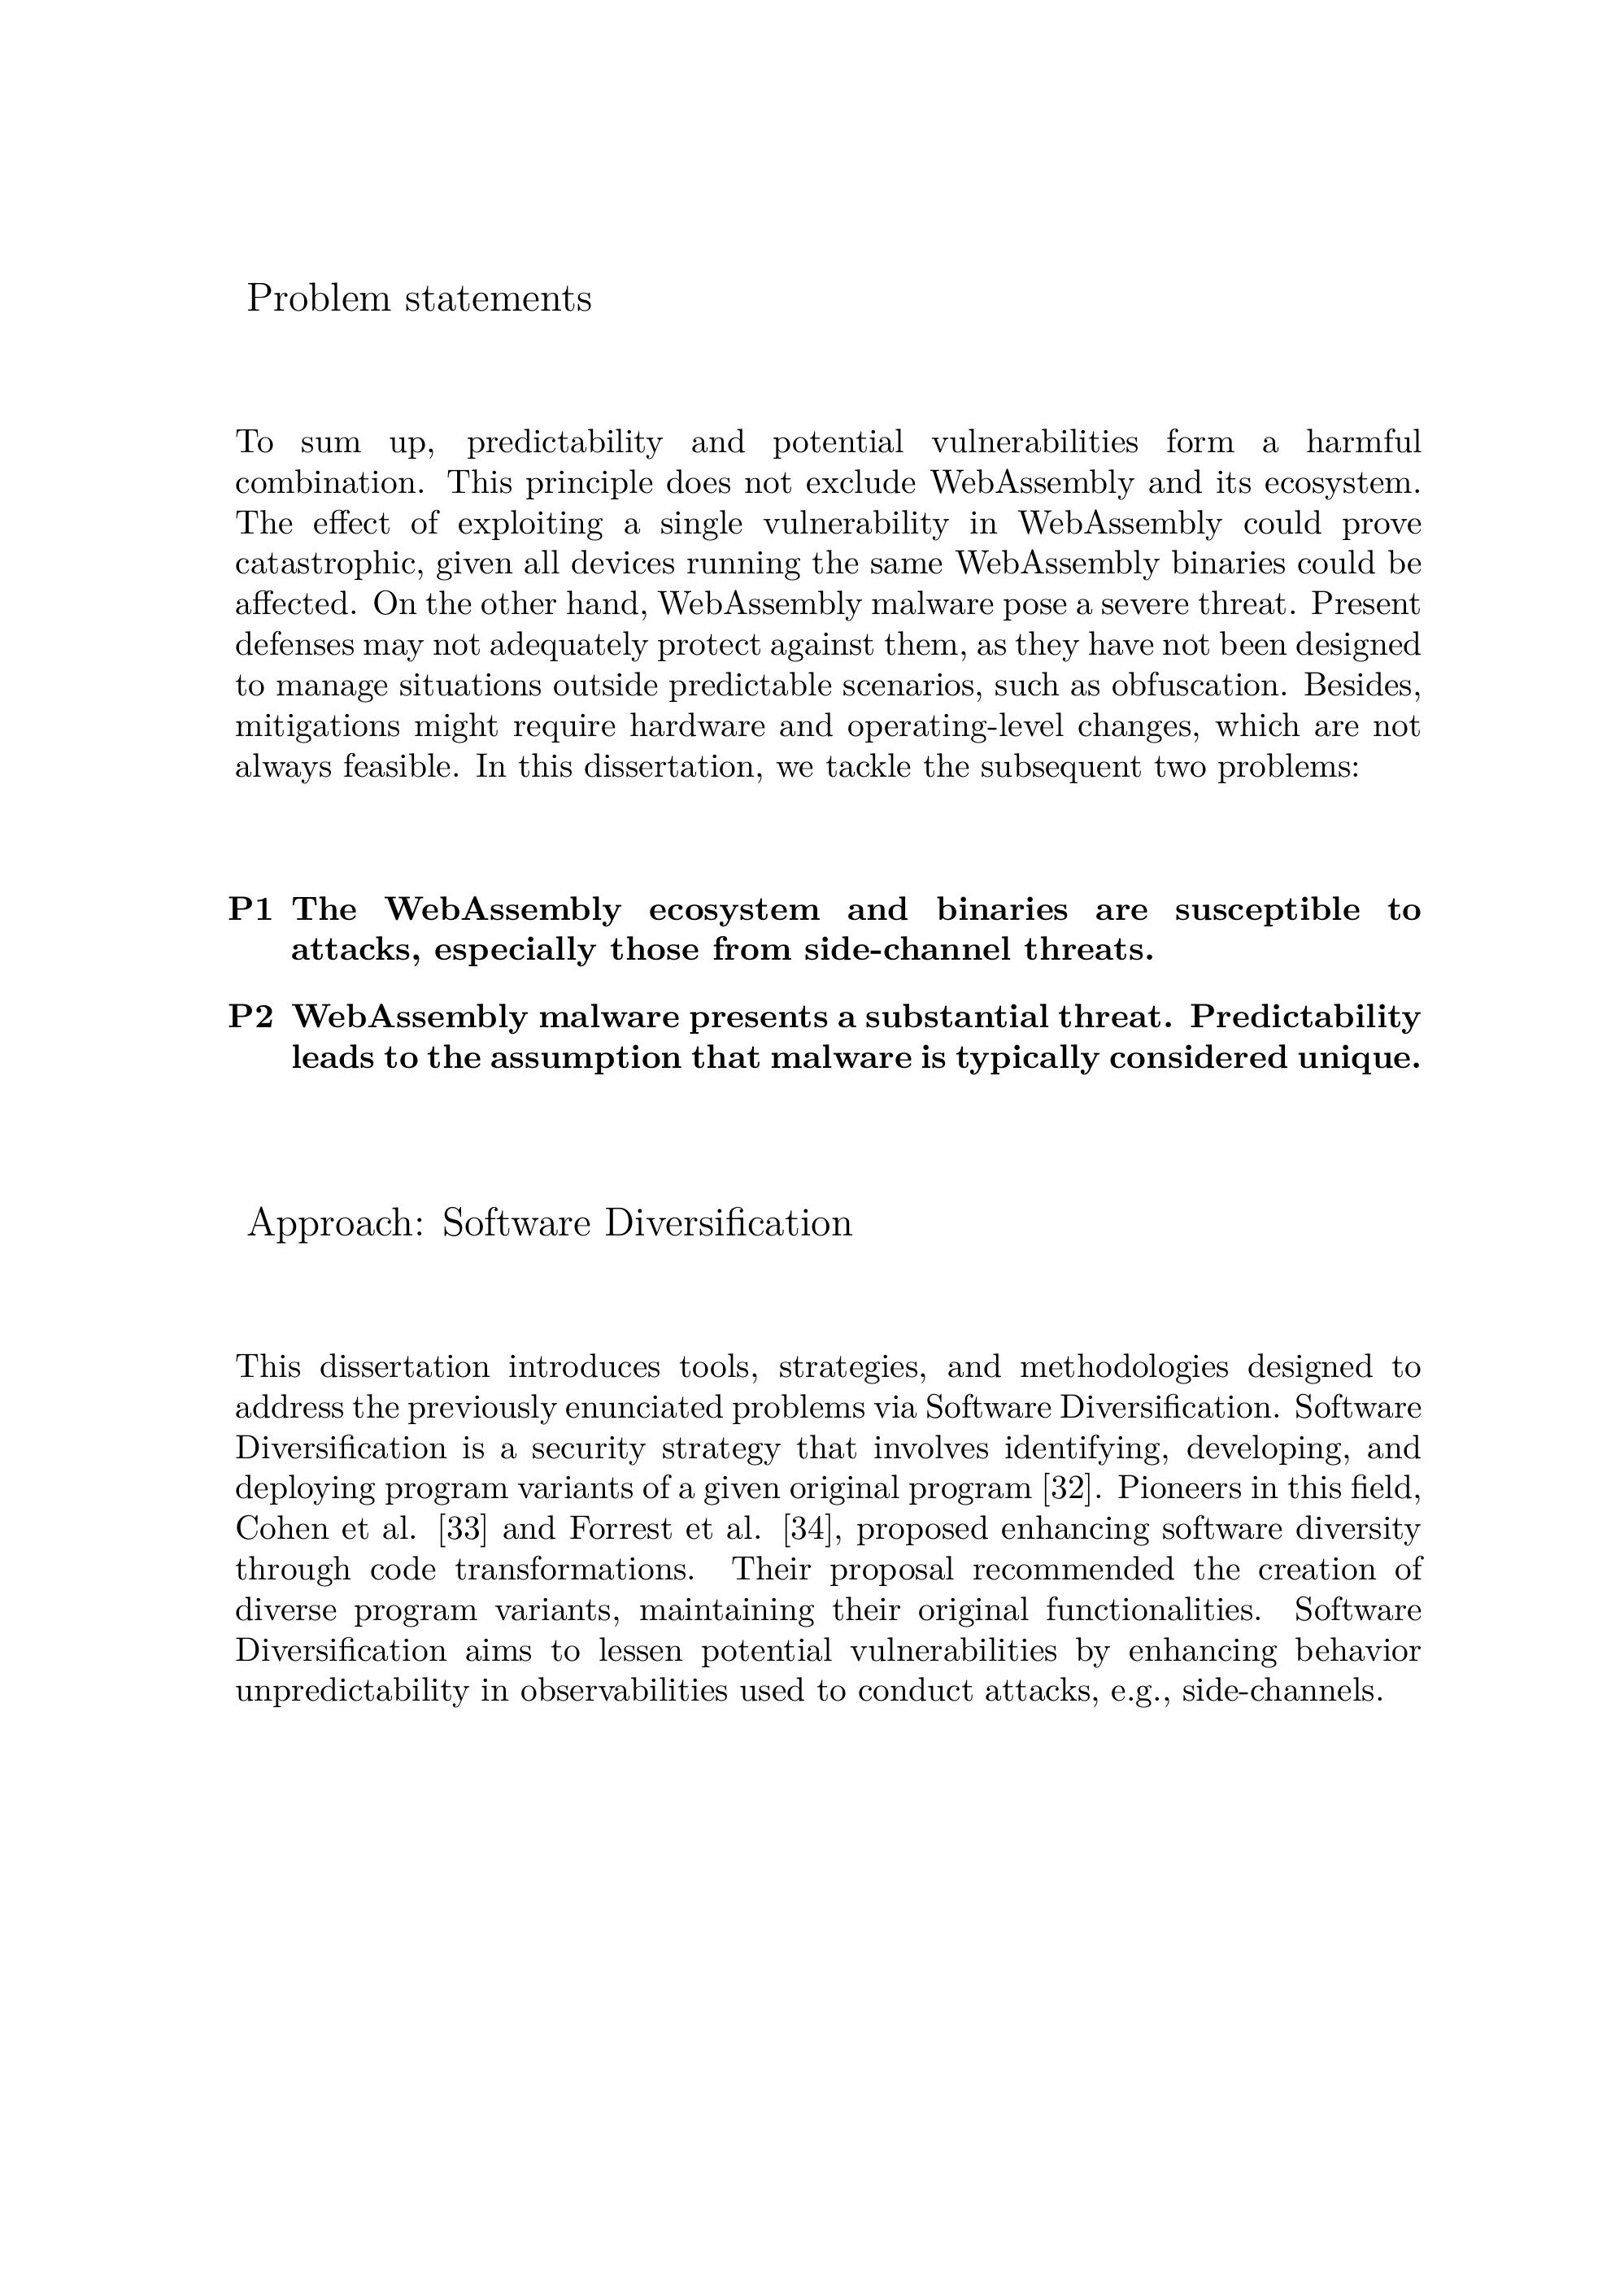 Problem statements
To sum up, predictability and potential vulnerabilities form a harmful
combination. This principle does not exclude WebAssembly and its ecosystem.
The effect of exploiting a single vulnerability in WebAssembly could prove
catastrophic, given all devices running the same WebAssembly binaries could be
affected. On the other hand, WebAssembly malware pose a severe threat. Present
defenses may not adequately protect against them, as they have not been designed
to manage situations outside predictable scenarios, such as obfuscation. Besides,
mitigations might require hardware and operating-level changes, which are not
always feasible. In this dissertation, we tackle the subsequent two problems:
P1 The WebAssembly ecosystem and binaries are susceptible to
attacks, especially those from side-channel threats.
P2 WebAssembly malware presents a substantial threat. Predictability
leads to the assumption that malware is typically considered unique.
Approach: Software Diversification
This dissertation introduces tools, strategies, and methodologies designed to
address the previously enunciated problems via Software Diversification. Software
Diversification is a security strategy that involves identifying, developing, and
deploying program variants of a given original program [32]. Pioneers in this field,
Cohen et al. [33] and Forrest et al. [34], proposed enhancing software diversity
through code transformations. Their proposal recommended the creation of
diverse program variants, maintaining their original functionalities. Software
Diversification aims to lessen potential vulnerabilities by enhancing behavior
unpredictability in observabilities used to conduct attacks, e.g., side-channels.